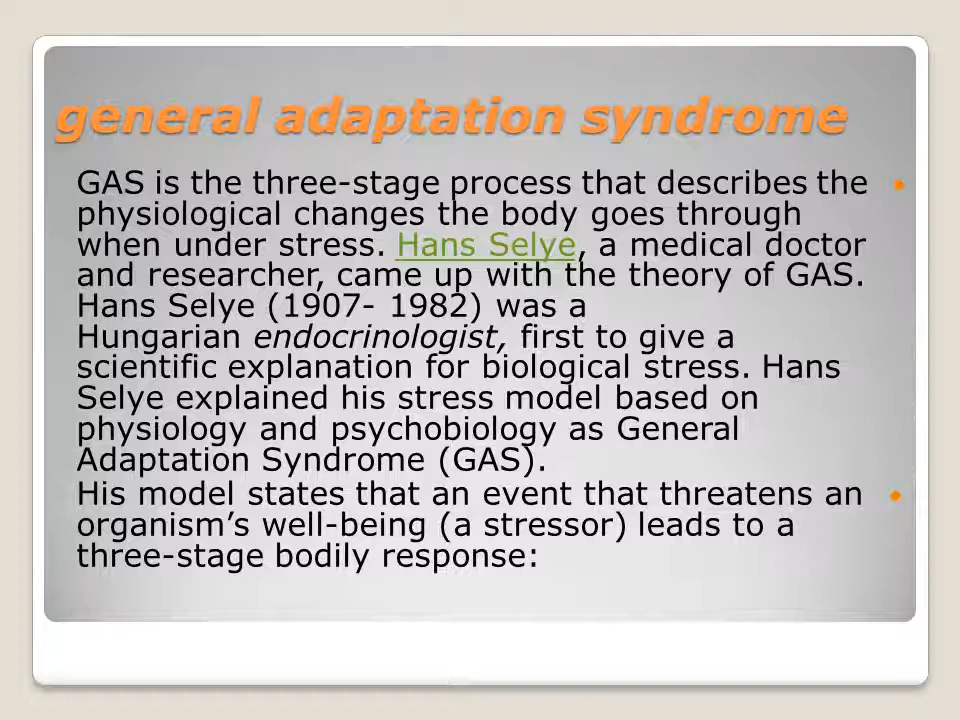 general adaptation syndrome
GAS is the three-stage process that describes the
physiological changes the body goes through
when under stress. Hans Selye, a medical doctor
and researcher, came up with the theory of GAS.
Hans Selye (1907- 1982) was a
Hungarian endocrinologist, first to give a
scientific explanation for biological stress. Hans
Selye explained his stress model based on
physiology and psychobiology as General
Adaptation Syndrome (GAS).
His model states that an event that threatens an
organism’s well-being (a stressor) leads to a
three-stage bodily response: